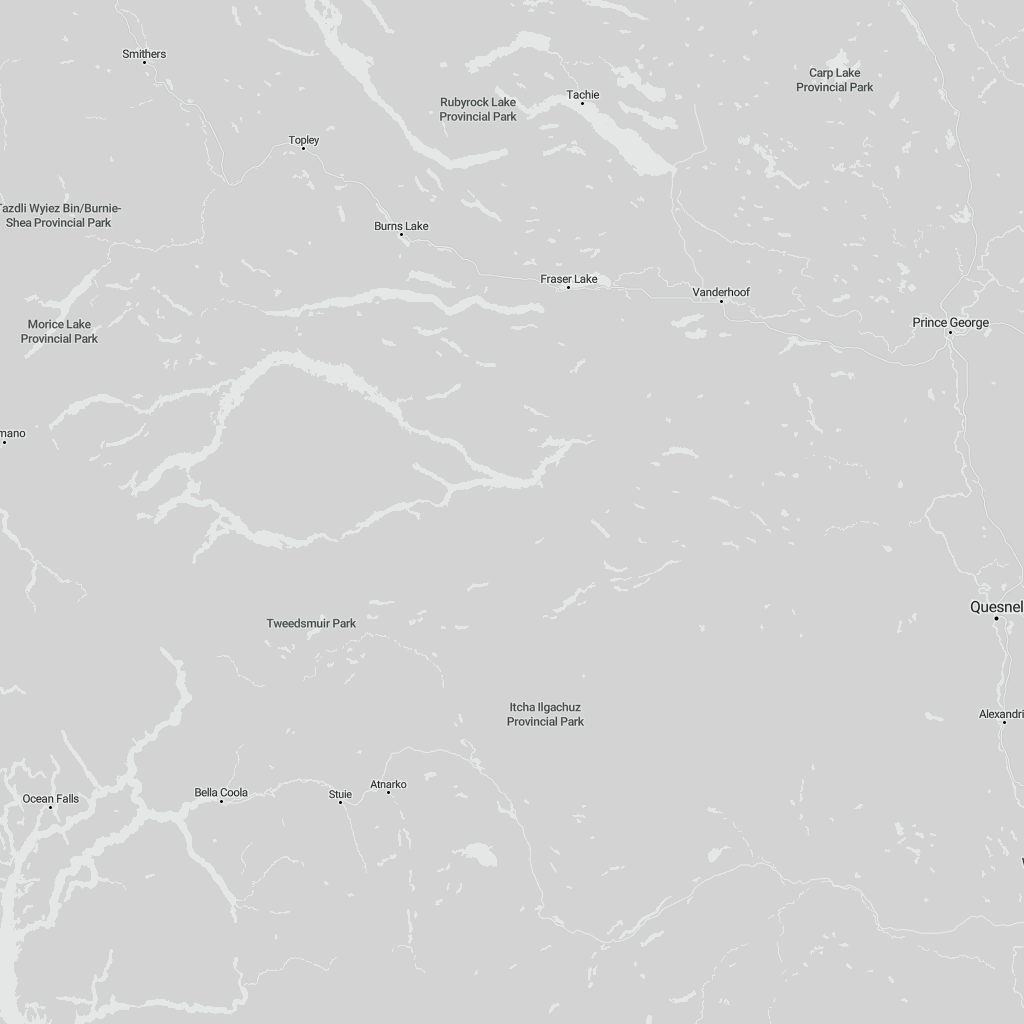 Smithers
Carp Lake
Provincial Park
Tachie
Rubyrock Lake
Provincial Park
Topley
Tazdli Wyiez Bin/Burnie-
Shea Provincial Park
Burns Lake
Fraser Lake
Vanderhoof
Prince George
Morice Lake
Provincial Park
mano
Quesnel
Tweedsmuir Park
Itcha Ilgachuz
Provincial Park
Alexandri
Ocean Falls
Bella Coola
Stuie
Atnarko